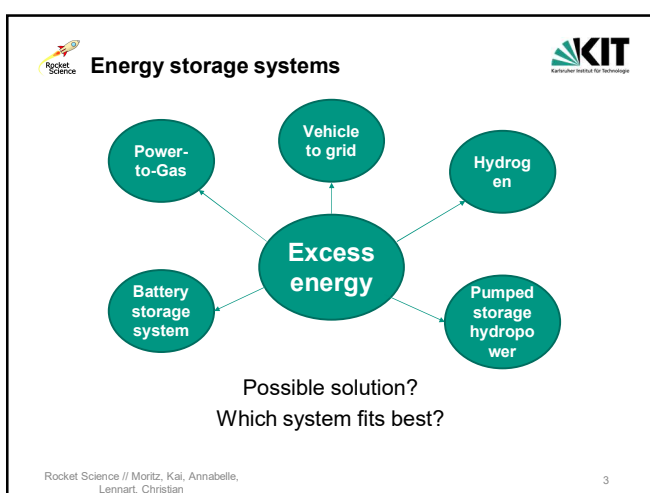 Rocket
Science
Energy storage systems
KIT
Karlsruher Institut für Technologie
Power-
to-Gas
Vehicle
to grid
Hydrog
en
Excess
energy
Battery
storage
system
Pumped
storage
hydropo
wer
Possible solution?
Which system fits best?
Rocket Science // Moritz, Kai, Annabelle,
Lennart, Christian
3